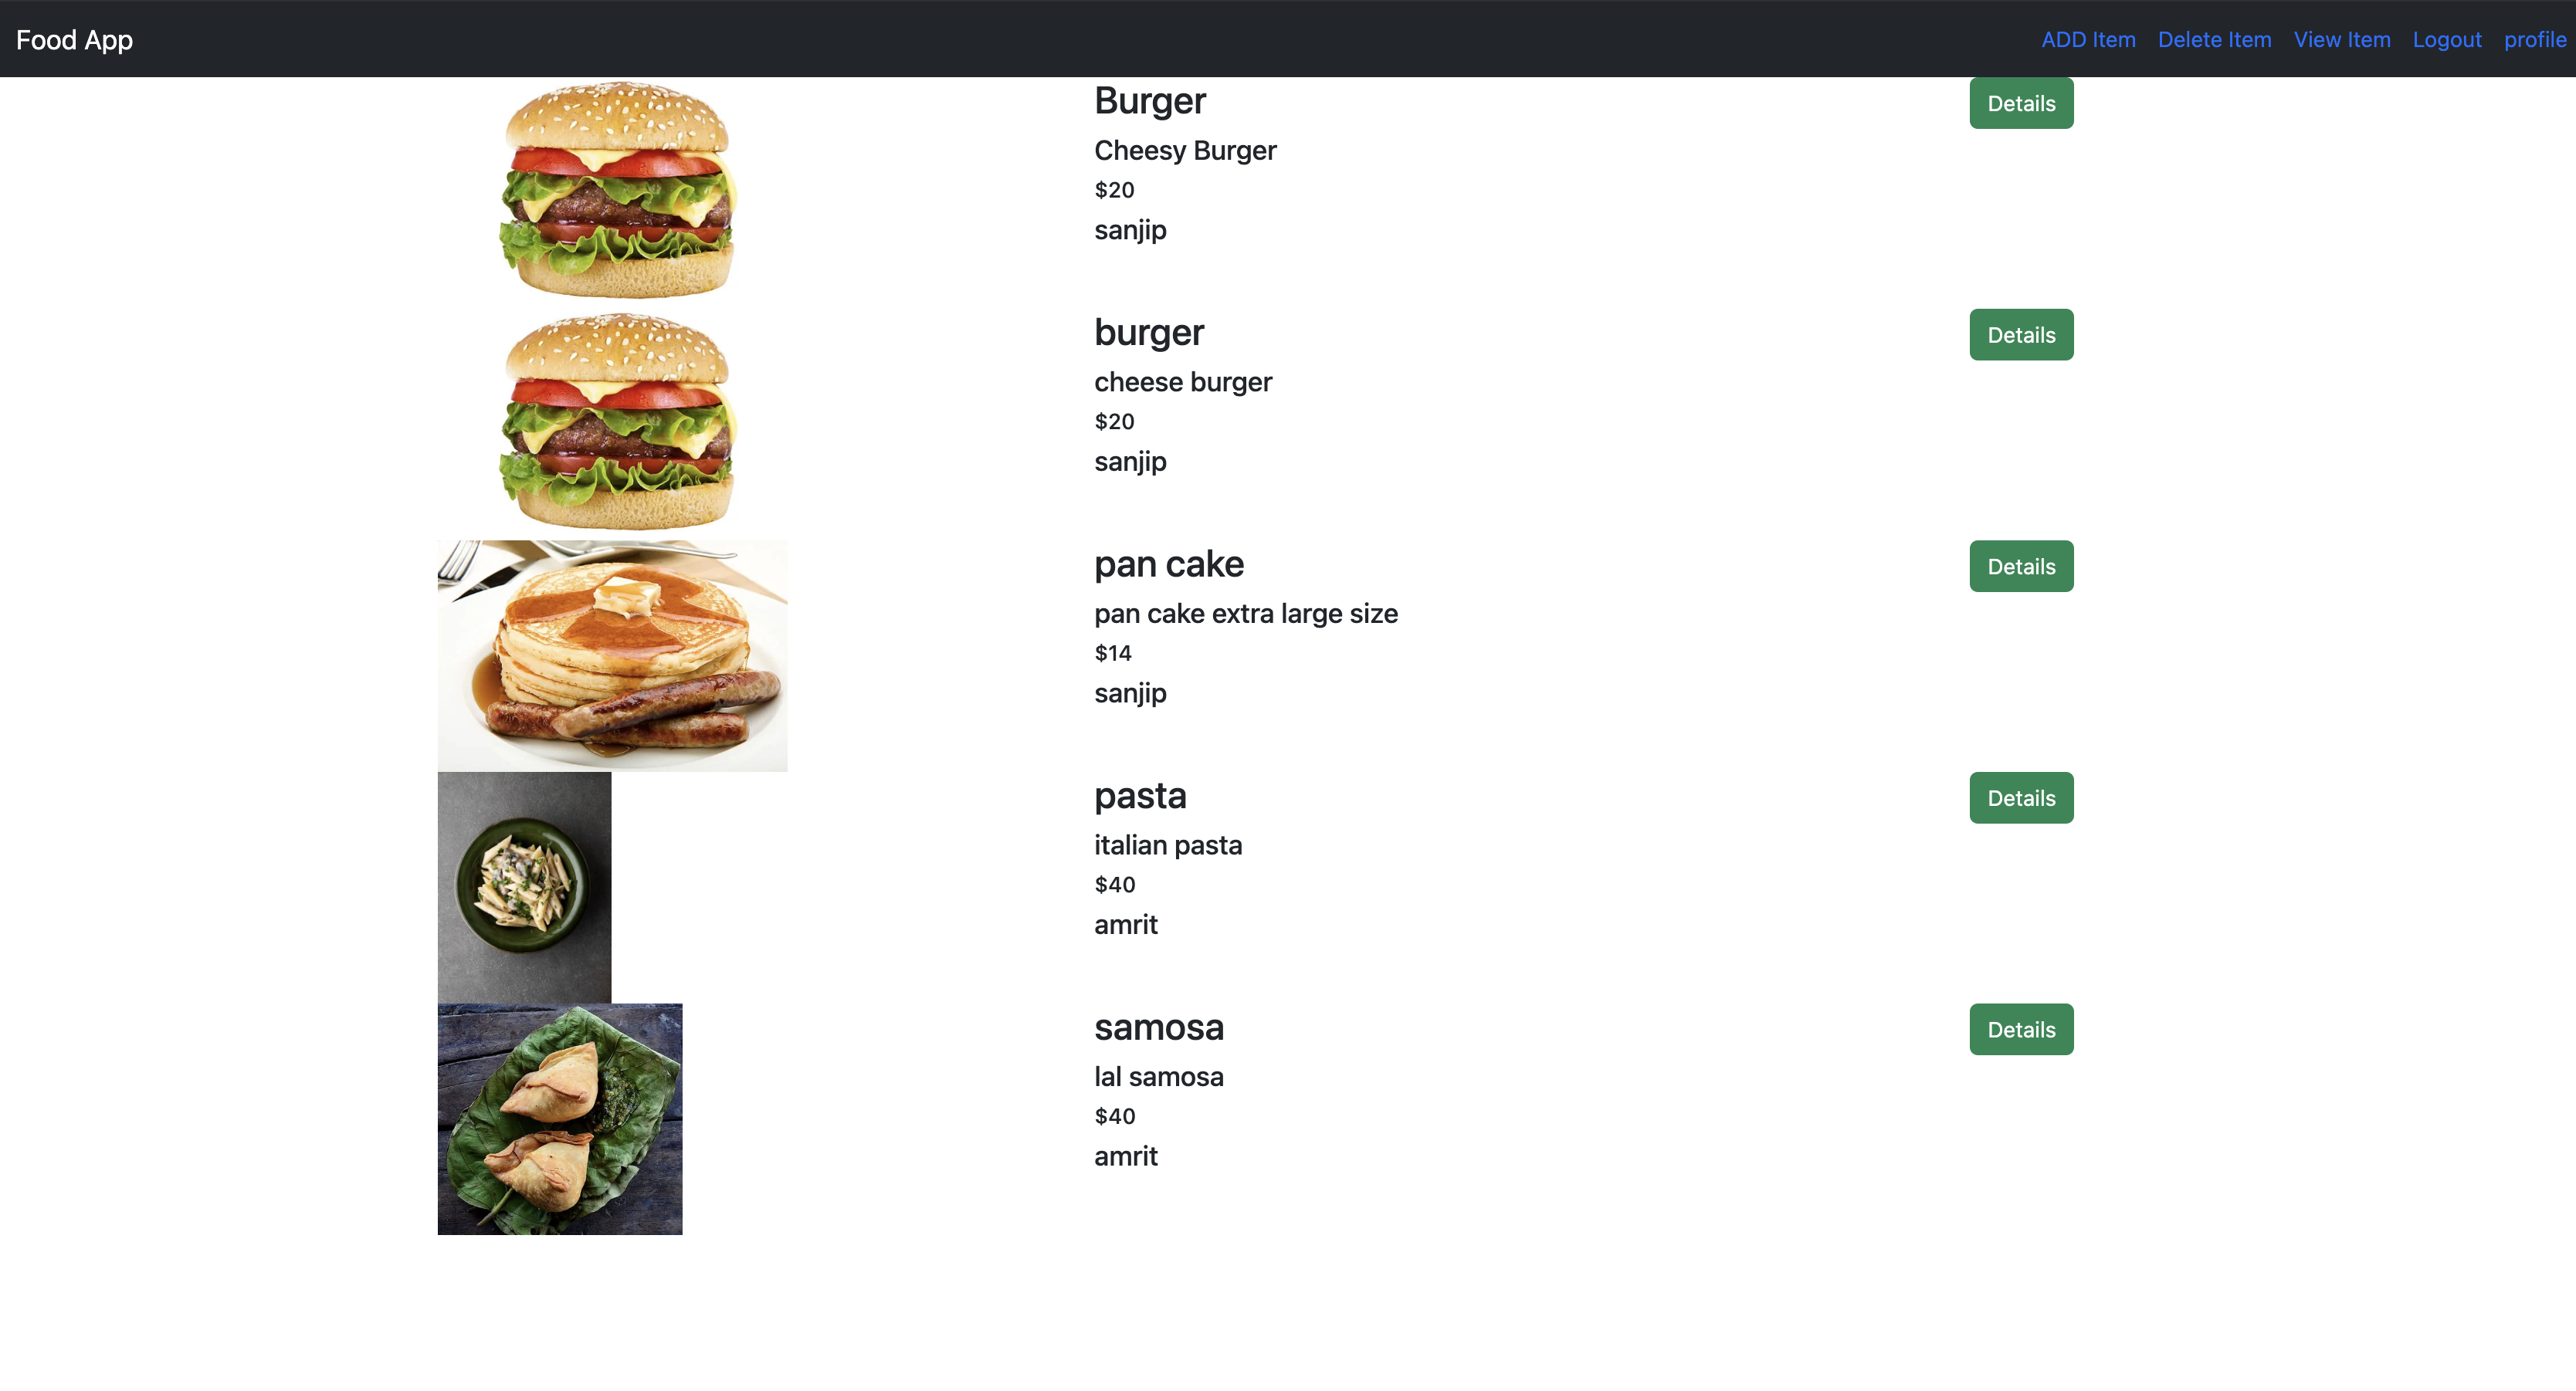 Food App
ADD Item Delete Item View Item Logout profile
Burger
Details
Cheesy Burger
$20
sanjip
burger
Details
cheese burger
$20
sanjip
pan cake
Details
pan cake extra large size
$14
sanjip
pasta
Details
italian pasta
$40
amrit
samosa
Details
lal samosa
$40
amrit